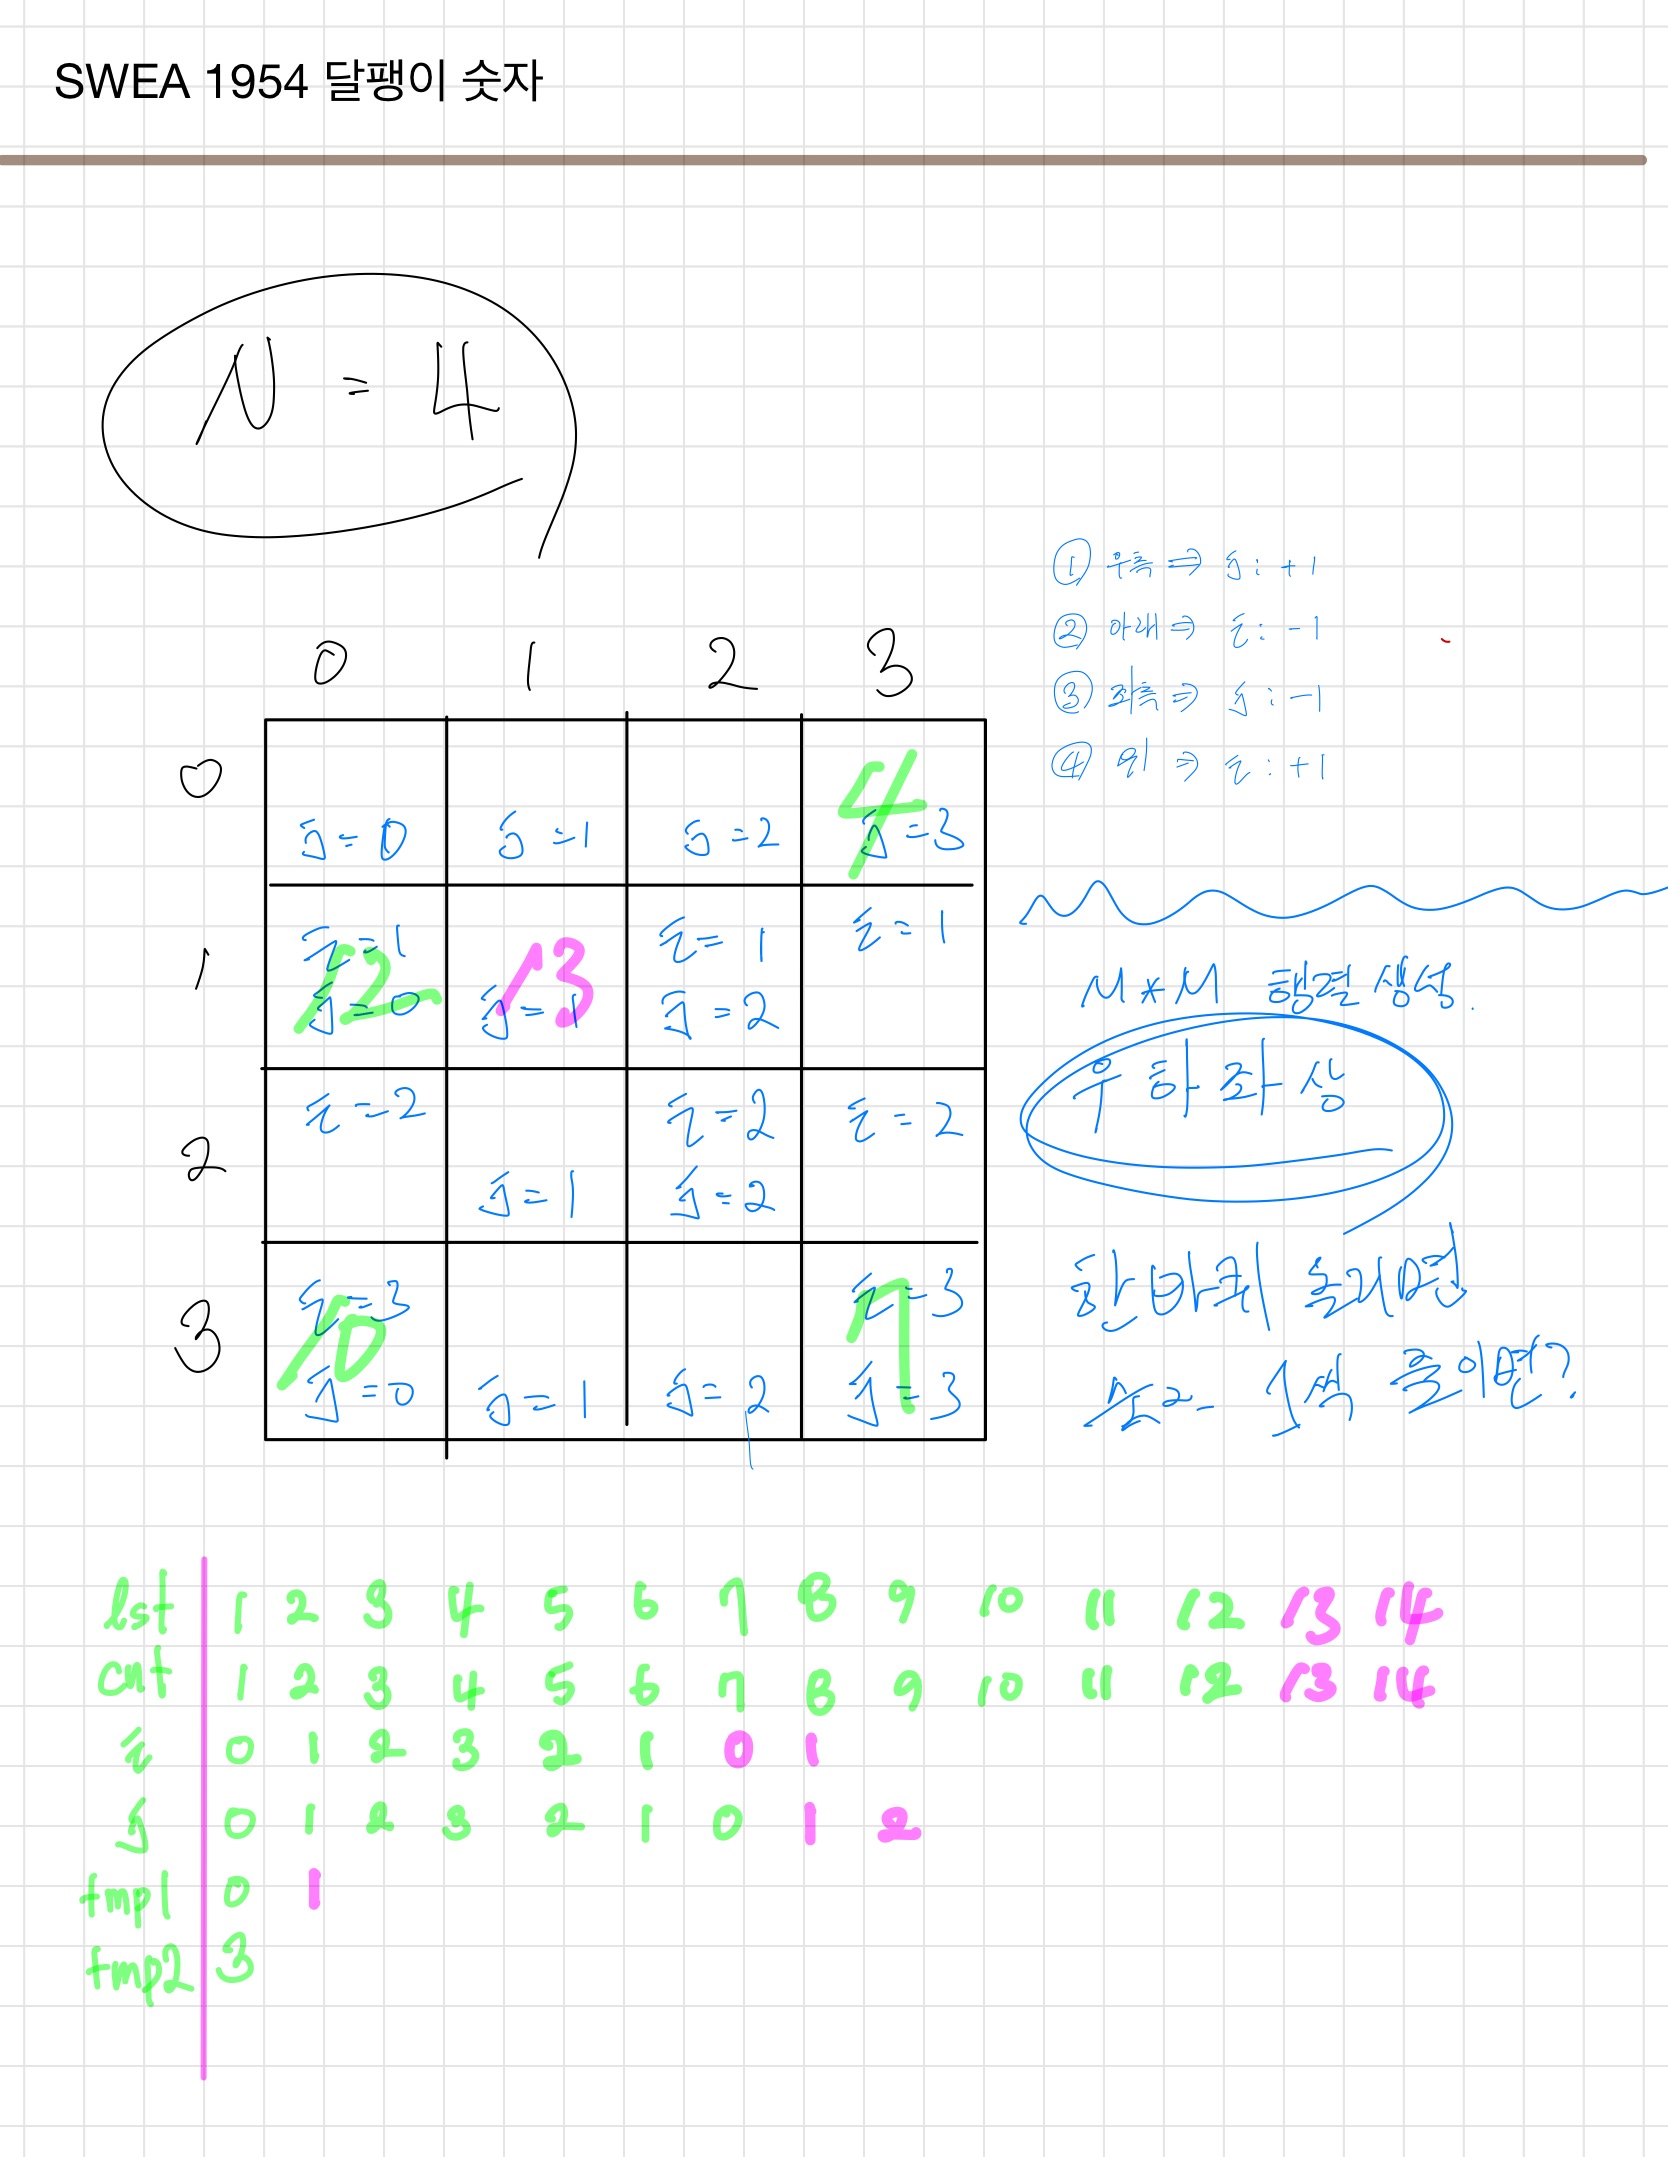 SWEA 1954 달팽이 숫자
N = 4
① 우측 ⇒ j : +1
② 아래 ⇒ i : -1
③ 좌측 ⇒ j : -1
④ 위 ⇒ i : +1
0 1 2 3
0
4
j=0 j=1 j=2 j=3
1
i=1 i=1 i=1
12 13
j=0 j=1 j=2
N*N 행렬 생성.
우하좌상
2
i=2 i=2 i=2
j=1 j=2
한바퀴 돌리면
1씩 줄이면?
3
i=3 i=3
10 7
j=0 j=1 j=2 j=3
lst 1 2 3 4 5 6 7 8 9 10 11 12 13 14
cnt 1 2 3 4 5 6 7 8 9 10 11 12 13 14
i 0 1 2 3 2 1 0 1
j 0 1 2 3 2 1 0 1 2
tmp1 0 1
tmp2 3